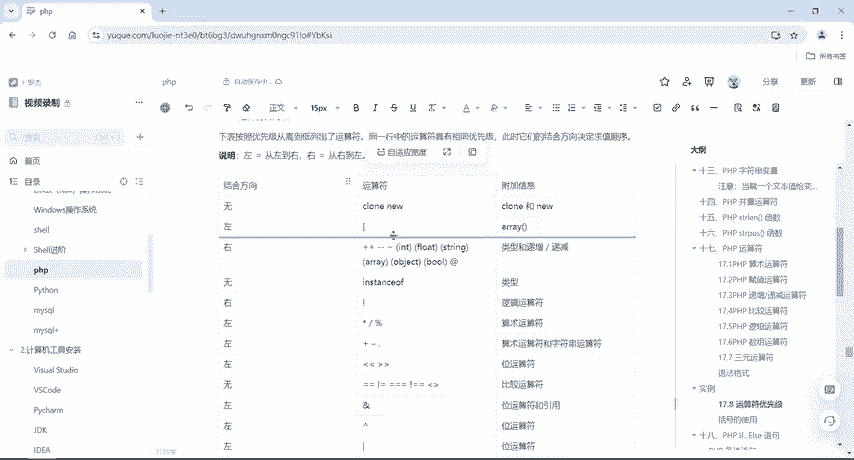 php
yuque.com/luojie-nt3e0/bt6bg3/dwuhgnxm0ngc91lo#YbKsi
所有书签
罗杰
php
自动保存中...
分享
更新
视频录制
正文
15px
搜索
首页
目录
Windows操作系统
shell
Shell进阶
php
Python
mysql
mysql+
2.计算机工具安装
Visual Studio
VSCode
Pycharm
JDK
IDEA
下表按照优先级从高到低列出了运算符。同一行中的运算符具有相同优先级，此时它们的结合方向决定求值顺序。
说明：左 = 从左到右，右 = 从右到左。
自适应宽度
结合方向 运算符 附加信息
无 clone new clone 和 new
左 [ array()
右 ++ -- ~ (int) (float) (string) 类型和递增 / 递减
(array) (object) (bool) @
无 instanceof 类型
右 ! 逻辑运算符
左 * / % 算术运算符
左 + – . 算术运算符和字符串运算符
左 << >> 位运算符
无 == != === !== <> 比较运算符
左 & 位运算符和引用
左 ^ 位运算符
左 | 位运算符
大纲
十三、PHP 字符串变量
注意：当赋一个文本值给变...
十四、PHP 并置运算符
十五、PHP strlen() 函数
十六、PHP strpos() 函数
十七、PHP 运算符
17.1PHP 算术运算符
17.2PHP 赋值运算符
17.3PHP 递增/递减运算符
17.4PHP 比较运算符
17.5PHP 逻辑运算符
17.6PHP 数组运算符
17.7 三元运算符
语法格式
实例
17.8 运算符优先级
括号的使用
十八、PHP If...Else 语句